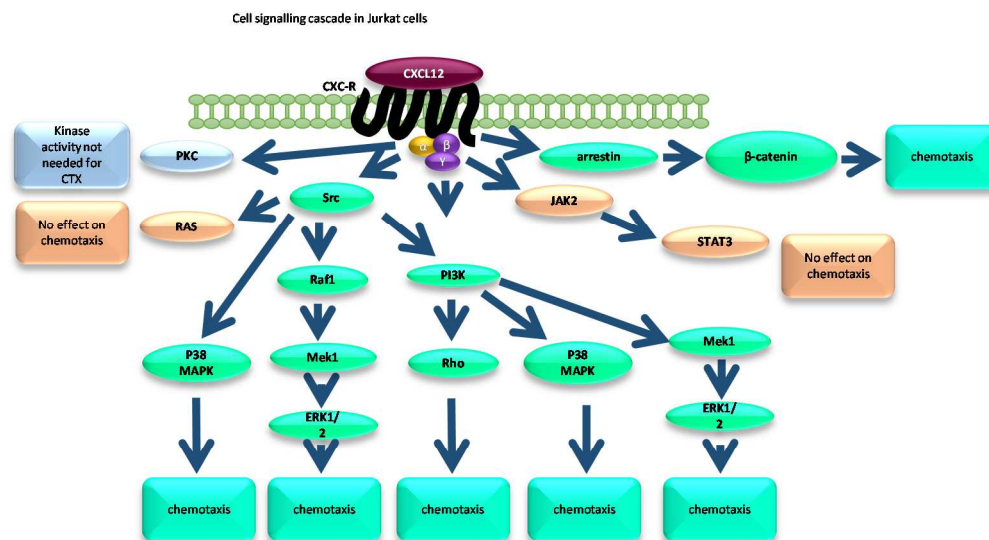 Cell signalling cascade in Jurkat cells
CXCL12
CXC-R
α
β
γ
Kinase
activity not
needed for
CTX
PKC
arrestin
β-catenin
chemotaxis
Src
JAK2
No effect on
chemotaxis
RAS
STAT3
No effect on
chemotaxis
Raf1
PI3K
P38
MAPK
Mek1
Rho
P38
MAPK
Mek1
ERK1/
2
ERK1/
2
chemotaxis
chemotaxis
chemotaxis
chemotaxis
chemotaxis